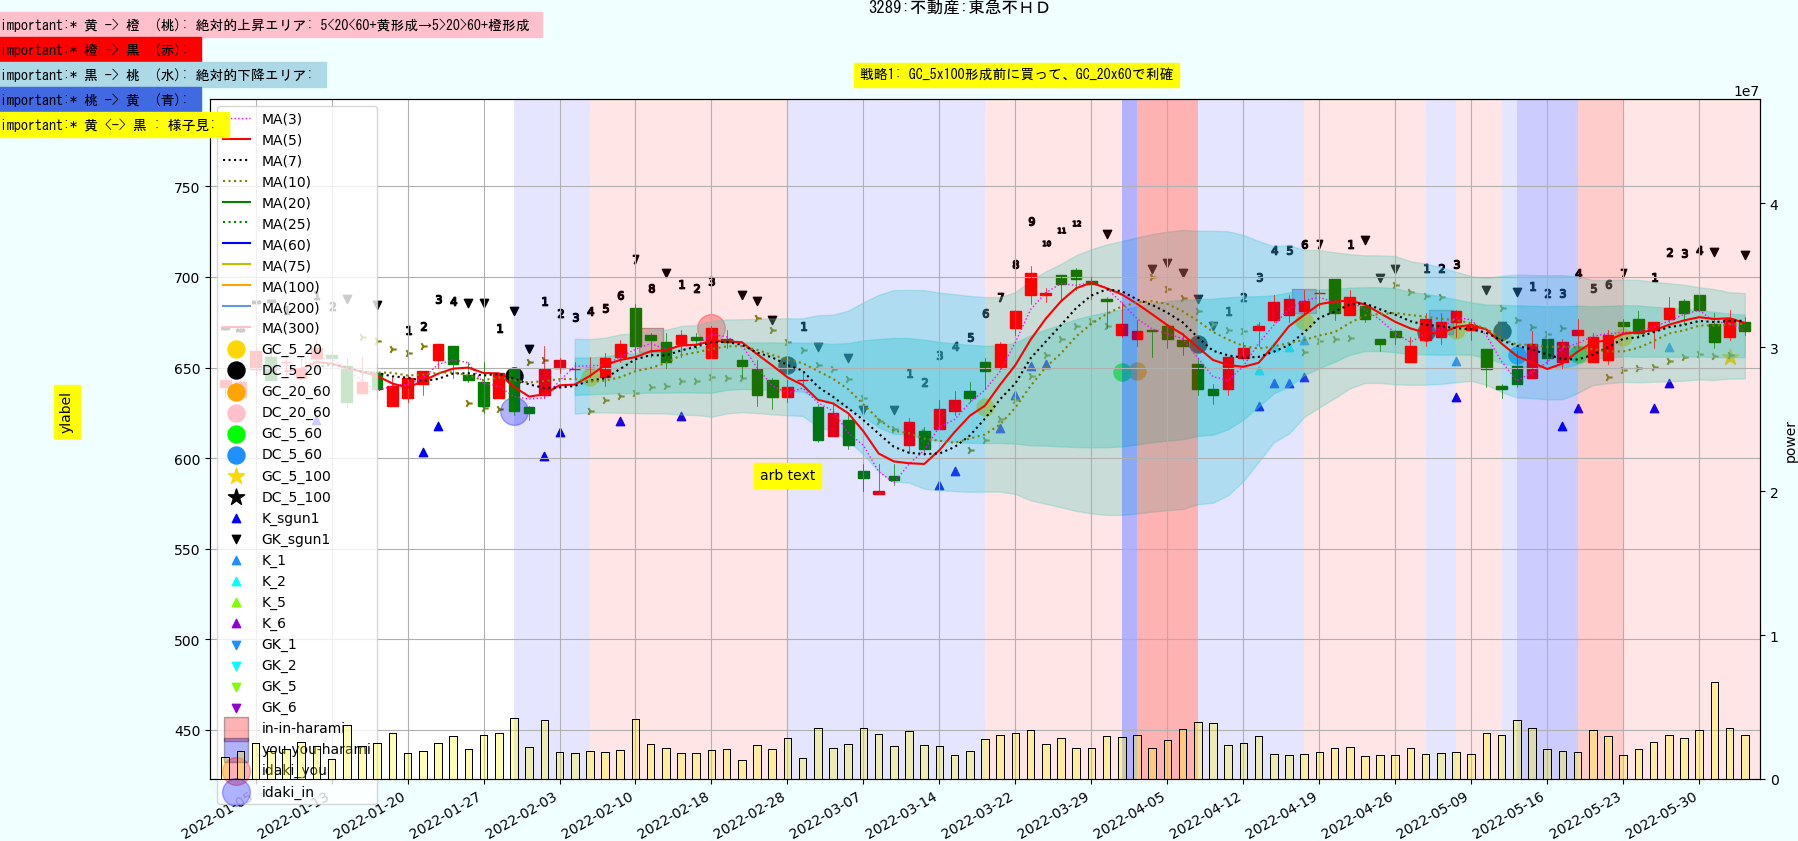 3289:不動産:東急不ＨＤ
important:* 黄 -> 橙 (桃): 絶対的上昇エリア: 5<20<60+黄形成→5>20>60+橙形成
important:* 橙 -> 黒 (赤):
important:* 黒 -> 桃 (水): 絶対的下降エリア:
important:* 桃 -> 黄 (青):
important:* 黄 <-> 黒 : 様子見:
戦略1: GC_5x100形成前に買って、GC_20x60で利確
1e7
MA(3)
MA(5)
MA(7)
MA(10)
MA(20)
MA(25)
MA(60)
MA(75)
MA(100)
MA(200)
MA(300)
GC_5_20
DC_5_20
GC_20_60
DC_20_60
GC_5_60
DC_5_60
GC_5_100
DC_5_100
K_sgun1
GK_sgun1
K_1
K_2
K_5
K_6
GK_1
GK_2
GK_5
GK_6
in-in-harami
you-you-harami
idaki_you
idaki_in
750
700
650
600
550
500
450
ylabel
arb text
4
3
2
1
0
power
2022-01-05
2022-01-13
2022-01-20
2022-01-27
2022-02-03
2022-02-10
2022-02-18
2022-02-28
2022-03-07
2022-03-14
2022-03-22
2022-03-29
2022-04-05
2022-04-12
2022-04-19
2022-04-26
2022-05-09
2022-05-16
2022-05-23
2022-05-30